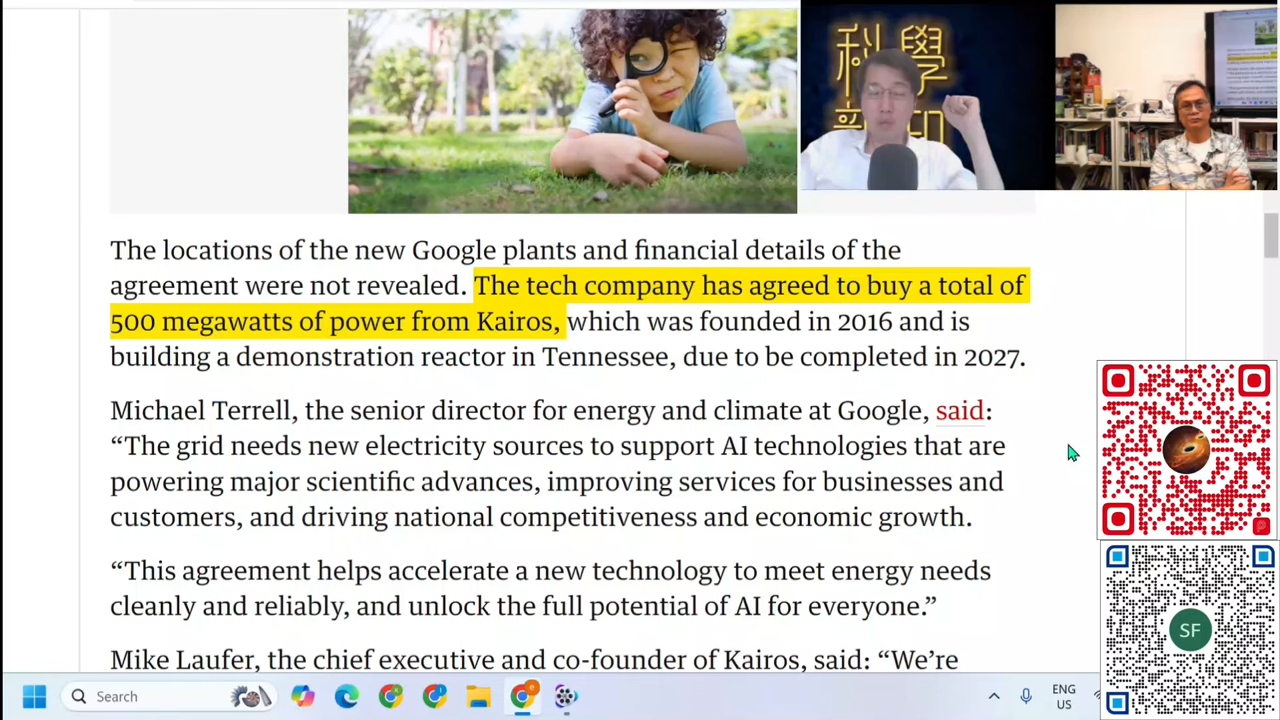 科學
The locations of the new Google plants and financial details of the
agreement were not revealed. The tech company has agreed to buy a total of
500 megawatts of power from Kairos, which was founded in 2016 and is
building a demonstration reactor in Tennessee, due to be completed in 2027.
Michael Terrell, the senior director for energy and climate at Google, said:
“The grid needs new electricity sources to support AI technologies that are
powering major scientific advances, improving services for businesses and
customers, and driving national competitiveness and economic growth.
“This agreement helps accelerate a new technology to meet energy needs
cleanly and reliably, and unlock the full potential of AI for everyone.”
Mike Laufer, the chief executive and co-founder of Kairos, said: “We’re
SF
Search
ENG
US